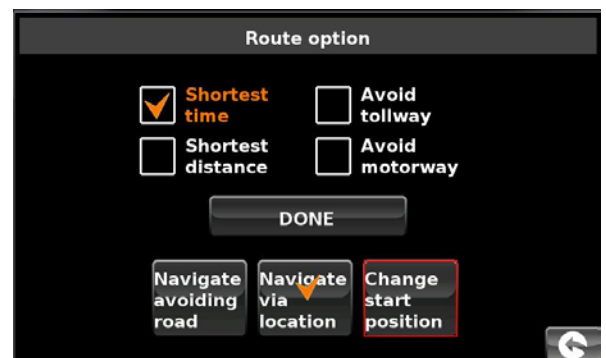 Route option
Shortest
time
Avoid
tollway
Shortest
distance
Avoid
motorway
DONE
Navigate
avoiding
road
Navigate
via
location
Change
start
position